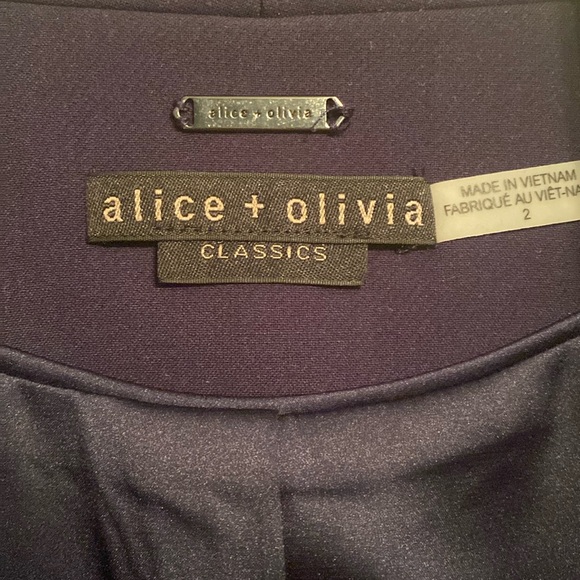 alice + olivia
alice + olivia
CLASSICS
MADE IN VIETNAM
FABRIQUÉ AU VIÊT-NA
2